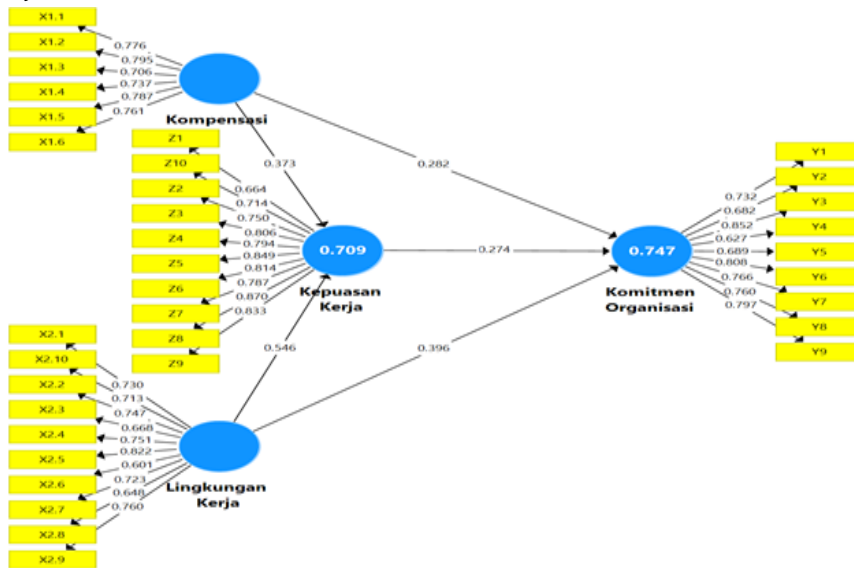 X1.1
X1.2
X1.3
X1.4
X1.5
X1.6
0.776
0.795
0.706
0.737
0.787
0.761
Kompensasi
0.373
0.282
Z1
Z10
Z2
Z3
Z4
Z5
Z6
Z7
Z8
Z9
0.664
0.714
0.750
0.806
0.794
0.849
0.814
0.787
0.870
0.833
0.709
Kepuasan
Kerja
0.274
0.747
Komitmen
Organisasi
0.732
0.682
0.852
0.627
0.689
0.808
0.766
0.760
0.797
Y1
Y2
Y3
Y4
Y5
Y6
Y7
Y8
Y9
0.546
0.396
X2.1
X2.10
X2.2
X2.3
X2.4
X2.5
X2.6
X2.7
X2.8
X2.9
0.730
0.713
0.747
0.668
0.751
0.822
0.601
0.723
0.648
0.760
Lingkungan
Kerja